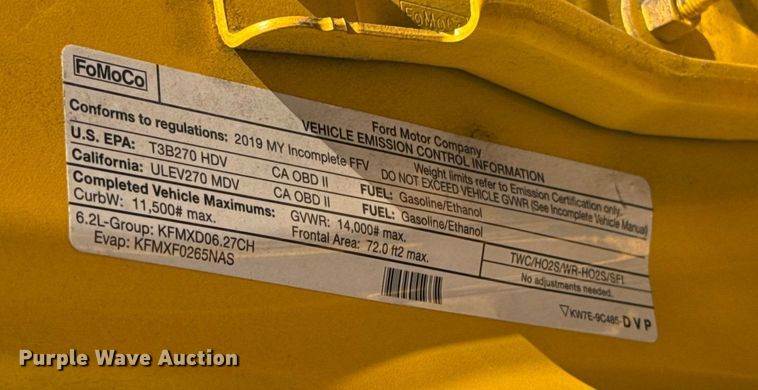 FoMoCo
FoMoCo
Ford Motor Company
VEHICLE EMISSION CONTROL INFORMATION
Conforms to regulations: 2019 MY Incomplete FFV
Weight limits refer to Emission Certification only.
DO NOT EXCEED VEHICLE GVWR (See Incomplete Vehicle Manual)
U.S. EPA: T3B270 HDV CA OBD II FUEL: Gasoline/Ethanol
California: ULEV270 MDV CA OBD II FUEL: Gasoline/Ethanol
Completed Vehicle Maximums:
CurbW: 11,500# max. GVWR: 14,000# max.
Frontal Area: 72.0 ft2 max.
6.2L-Group: KFMXD06.27CH
Evap: KFMXF0265NAS
TWC/HO2S/WR-HO2S/SFI
No adjustments needed.
▽KW7E-9C485-DVP
Purple Wave Auction